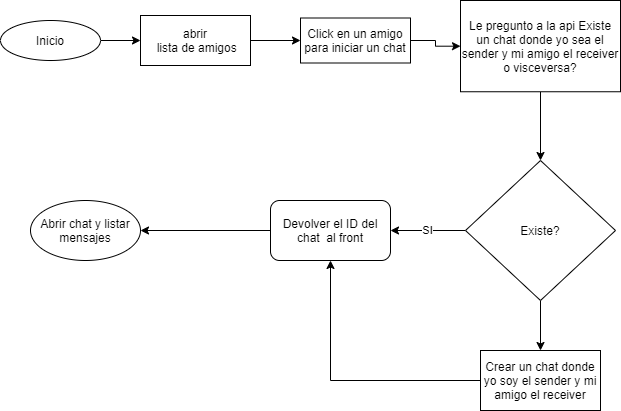 Inicio
abrir
lista de amigos
Click en un amigo
para iniciar un chat
Le pregunto a la api Existe
un chat donde yo sea el
sender y mi amigo el receiver
o visceversa?
Existe?
SI
Devolver el ID del
chat al front
Abrir chat y listar
mensajes
Crear un chat donde
yo soy el sender y mi
amigo el receiver